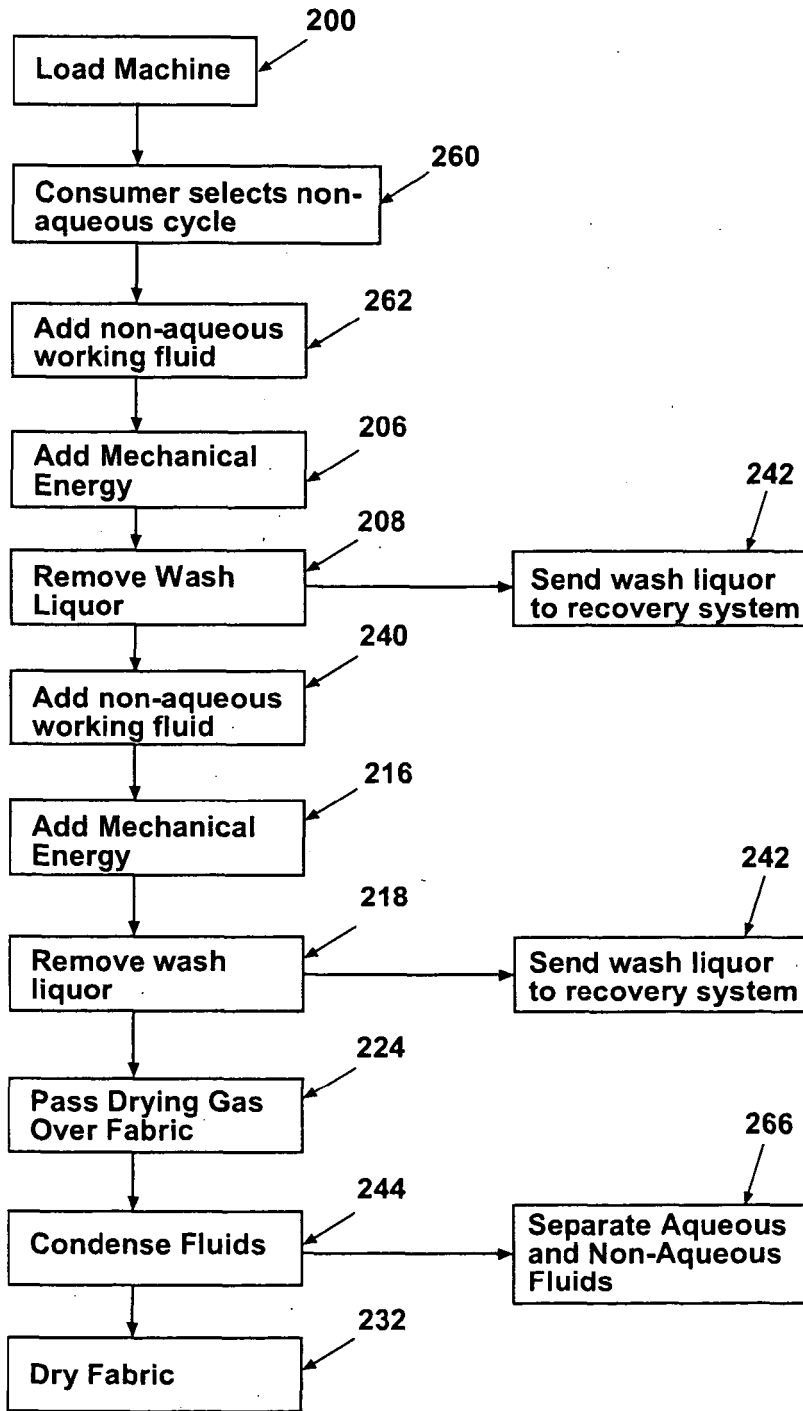 200
Load Machine
260
Consumer selects non-
aqueous cycle
262
Add non-aqueous
working fluid
206
Add Mechanical
Energy
208
Remove Wash
Liquor
242
Send wash liquor
to recovery system
240
Add non-aqueous
working fluid
216
Add Mechanical
Energy
218
Remove wash
liquor
242
Send wash liquor
to recovery system
224
Pass Drying Gas
Over Fabric
244
Condense Fluids
266
Separate Aqueous
and Non-Aqueous
Fluids
232
Dry Fabric